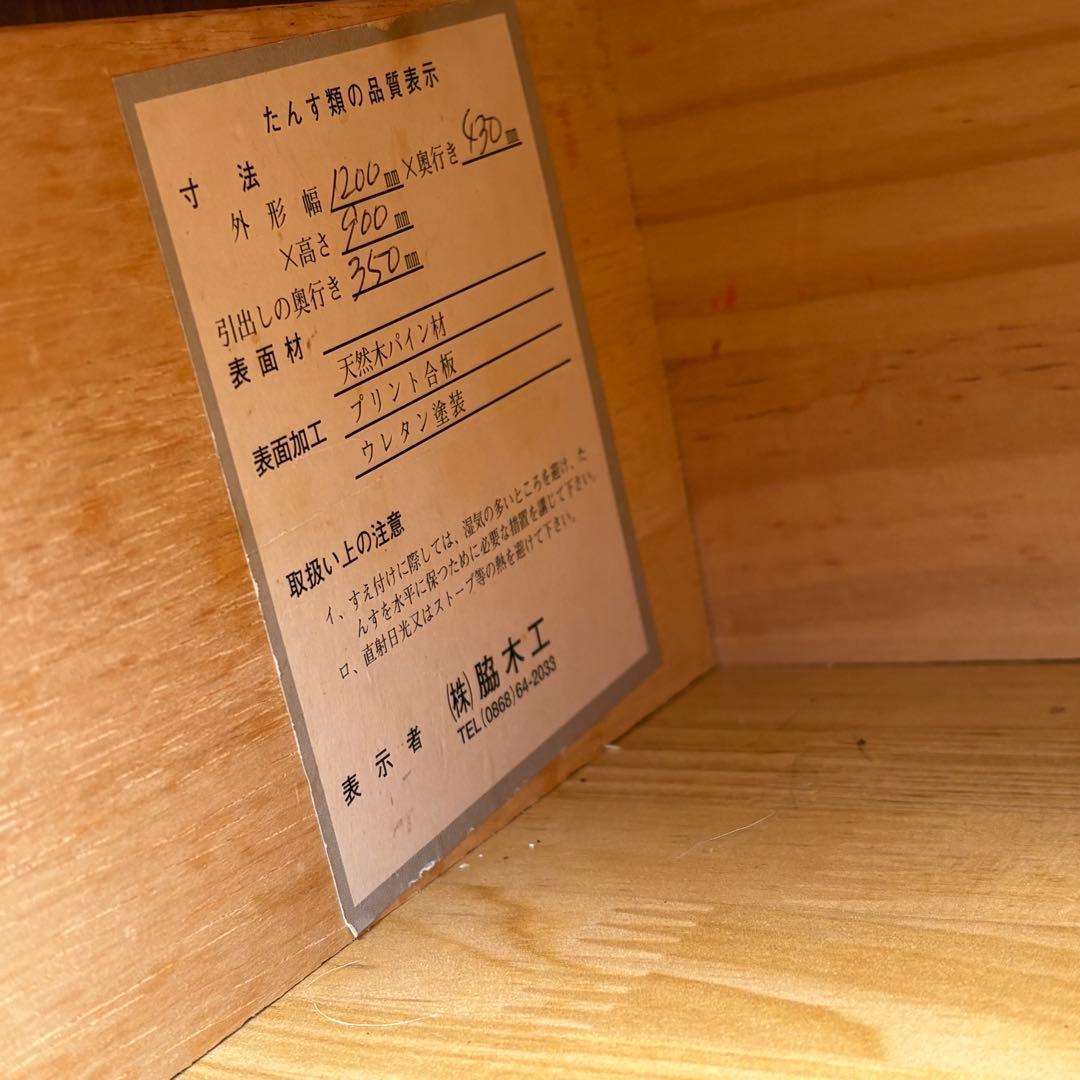 たんす類の品質表示
寸法
外形幅 1200㎜×奥行き 430㎜
×高さ 900㎜
引出しの奥行き 350㎜
表面材
天然木パイン材
プリント合板
表面加工 ウレタン塗装
取扱い上の注意
イ、すえ付けに際しては、湿気の多いところを避け、た
んすを水平に保つために必要な措置を講じて下さい。
ロ、直射日光又はストーブ等の熱を避けて下さい。
表示者 (株)脇木工
TEL(0868)64-2033